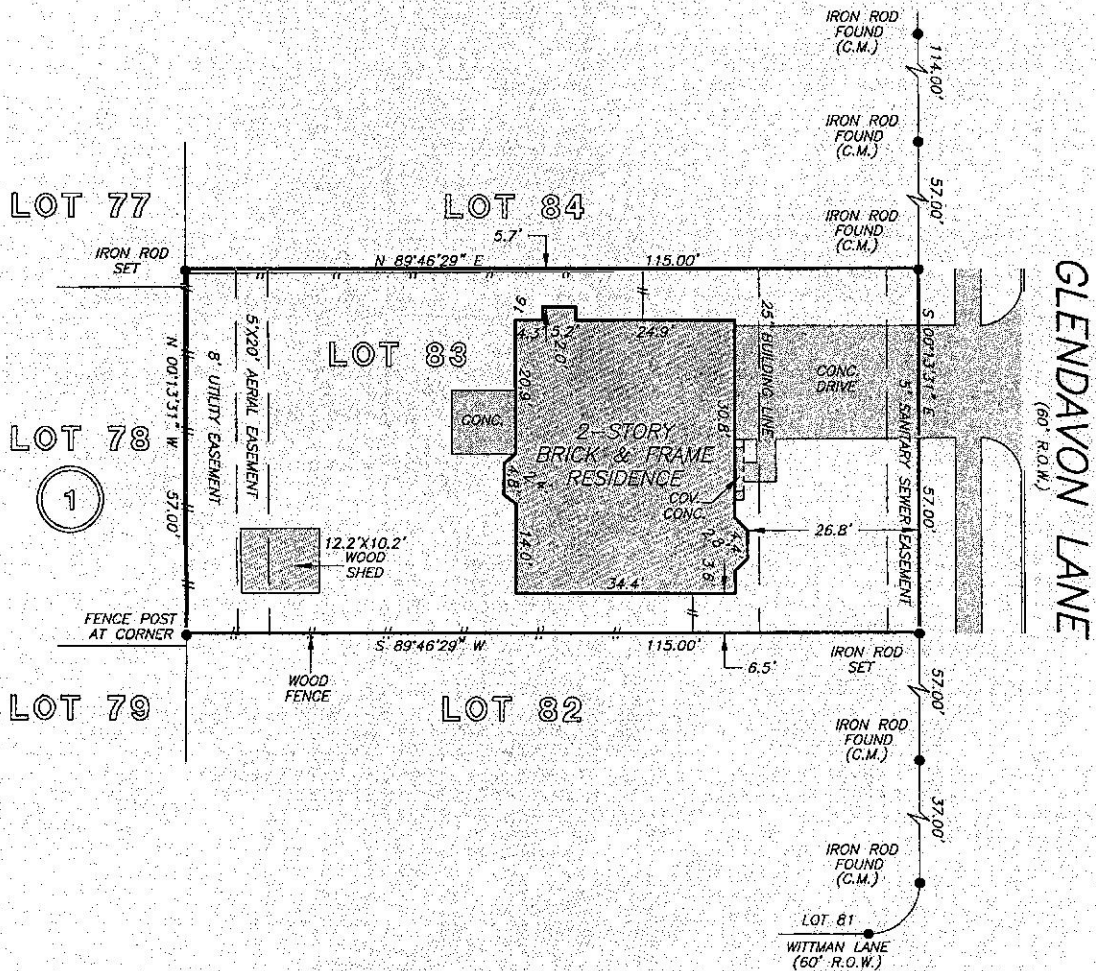 IRON ROD
FOUND
(C.M.)
114.00'
IRON ROD
FOUND
(C.M.)
57.00'
IRON ROD
FOUND
(C.M.)
LOT 77
LOT 84
5.7'
IRON ROD
SET
N 89'46'29" E
115.00'
GLENDAVON LANE
(60' R.O.W.)
S 00'13'31" E
57.00'
5' SANITARY SEWER EASEMENT
25' BUILDING LINE
CONC.
DRIVE
5'X20' AERIAL EASEMENT
8' UTILITY EASEMENT
N 00'13'31" W
57.00'
LOT 83
4.3'
5.2'
2.0'
24.9'
20.9'
30.8'
CONC.
2-STORY
BRICK & FRAME
RESIDENCE
COV.
CONC.
4.8'
14.0'
2.8'
4.4'
3.6'
34.4'
26.8'
LOT 78
1
12.2'X10.2'
WOOD
SHED
FENCE POST
AT CORNER
S 89'46'29" W
115.00'
6.5'
IRON ROD
SET
WOOD
FENCE
LOT 79
LOT 82
57.00'
IRON ROD
FOUND
(C.M.)
37.00'
IRON ROD
FOUND
(C.M.)
LOT 81
WITTMAN LANE
(60' R.O.W.)